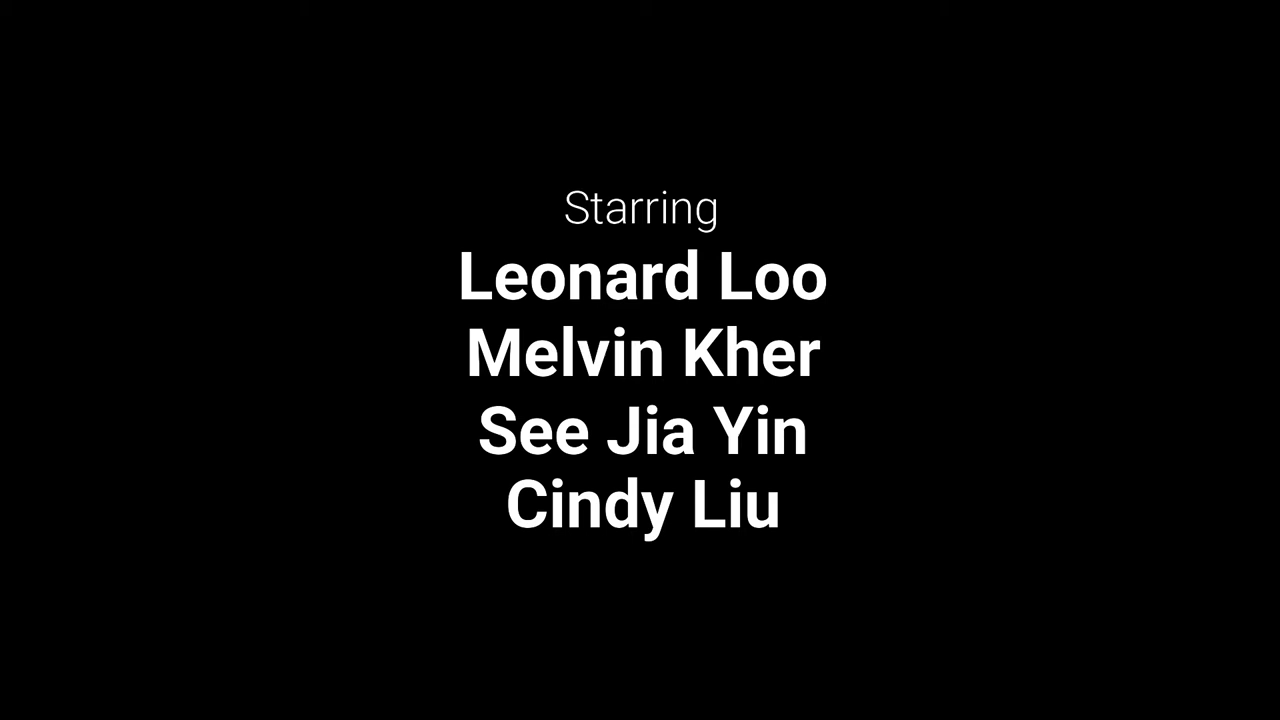 Starring
Leonard Loo
Melvin Kher
See Jia Yin
Cindy Liu